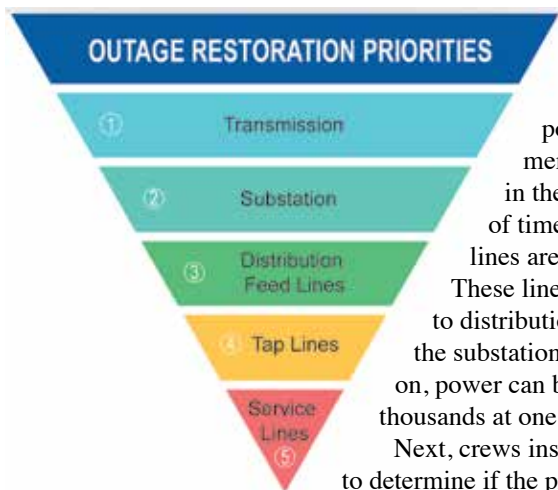 OUTAGE RESTORATION PRIORITIES
① Transmission
② Substation
③ Distribution
Feed Lines
④ Tap Lines
Service
Lines
⑤
po
mer
in the
of time
lines are
These line
to distributio
the substation
on, power can b
thousands at one
Next, crews ins
to determine if the p